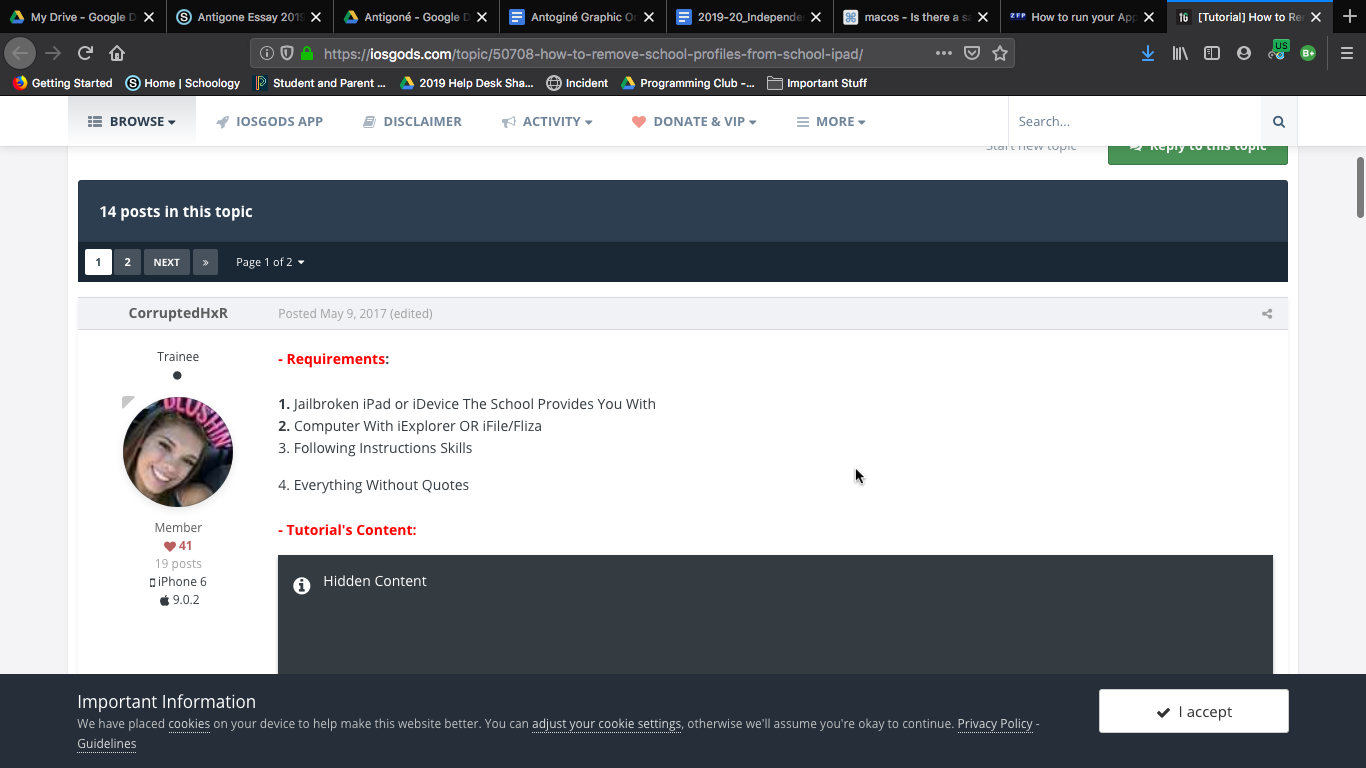 My Drive - Google D
Antigone Essay 2019
Antigoné - Google D
Antoginé Graphic O
2019-20_Independe
macos - Is there a s
How to run your App
[Tutorial] How to Re
https://iosgods.com/topic/50708-how-to-remove-school-profiles-from-school-ipad/
US
B+
Getting Started
Home | Schoology
Student and Parent ...
2019 Help Desk Sha...
Incident
Programming Club -...
Important Stuff
BROWSE
IOSGODS APP
DISCLAIMER
ACTIVITY
DONATE & VIP
MORE
Search...
Start new topic
Reply to this topic
14 posts in this topic
1 2 NEXT » Page 1 of 2
CorruptedHxR
Posted May 9, 2017 (edited)
Trainee
Member
41
19 posts
iPhone 6
9.0.2
- Requirements:
1. Jailbroken iPad or iDevice The School Provides You With
2. Computer With iExplorer OR iFile/Fliza
3. Following Instructions Skills
4. Everything Without Quotes
- Tutorial's Content:
Hidden Content
Important Information
We have placed cookies on your device to help make this website better. You can adjust your cookie settings, otherwise we'll assume you're okay to continue. Privacy Policy -
Guidelines
I accept